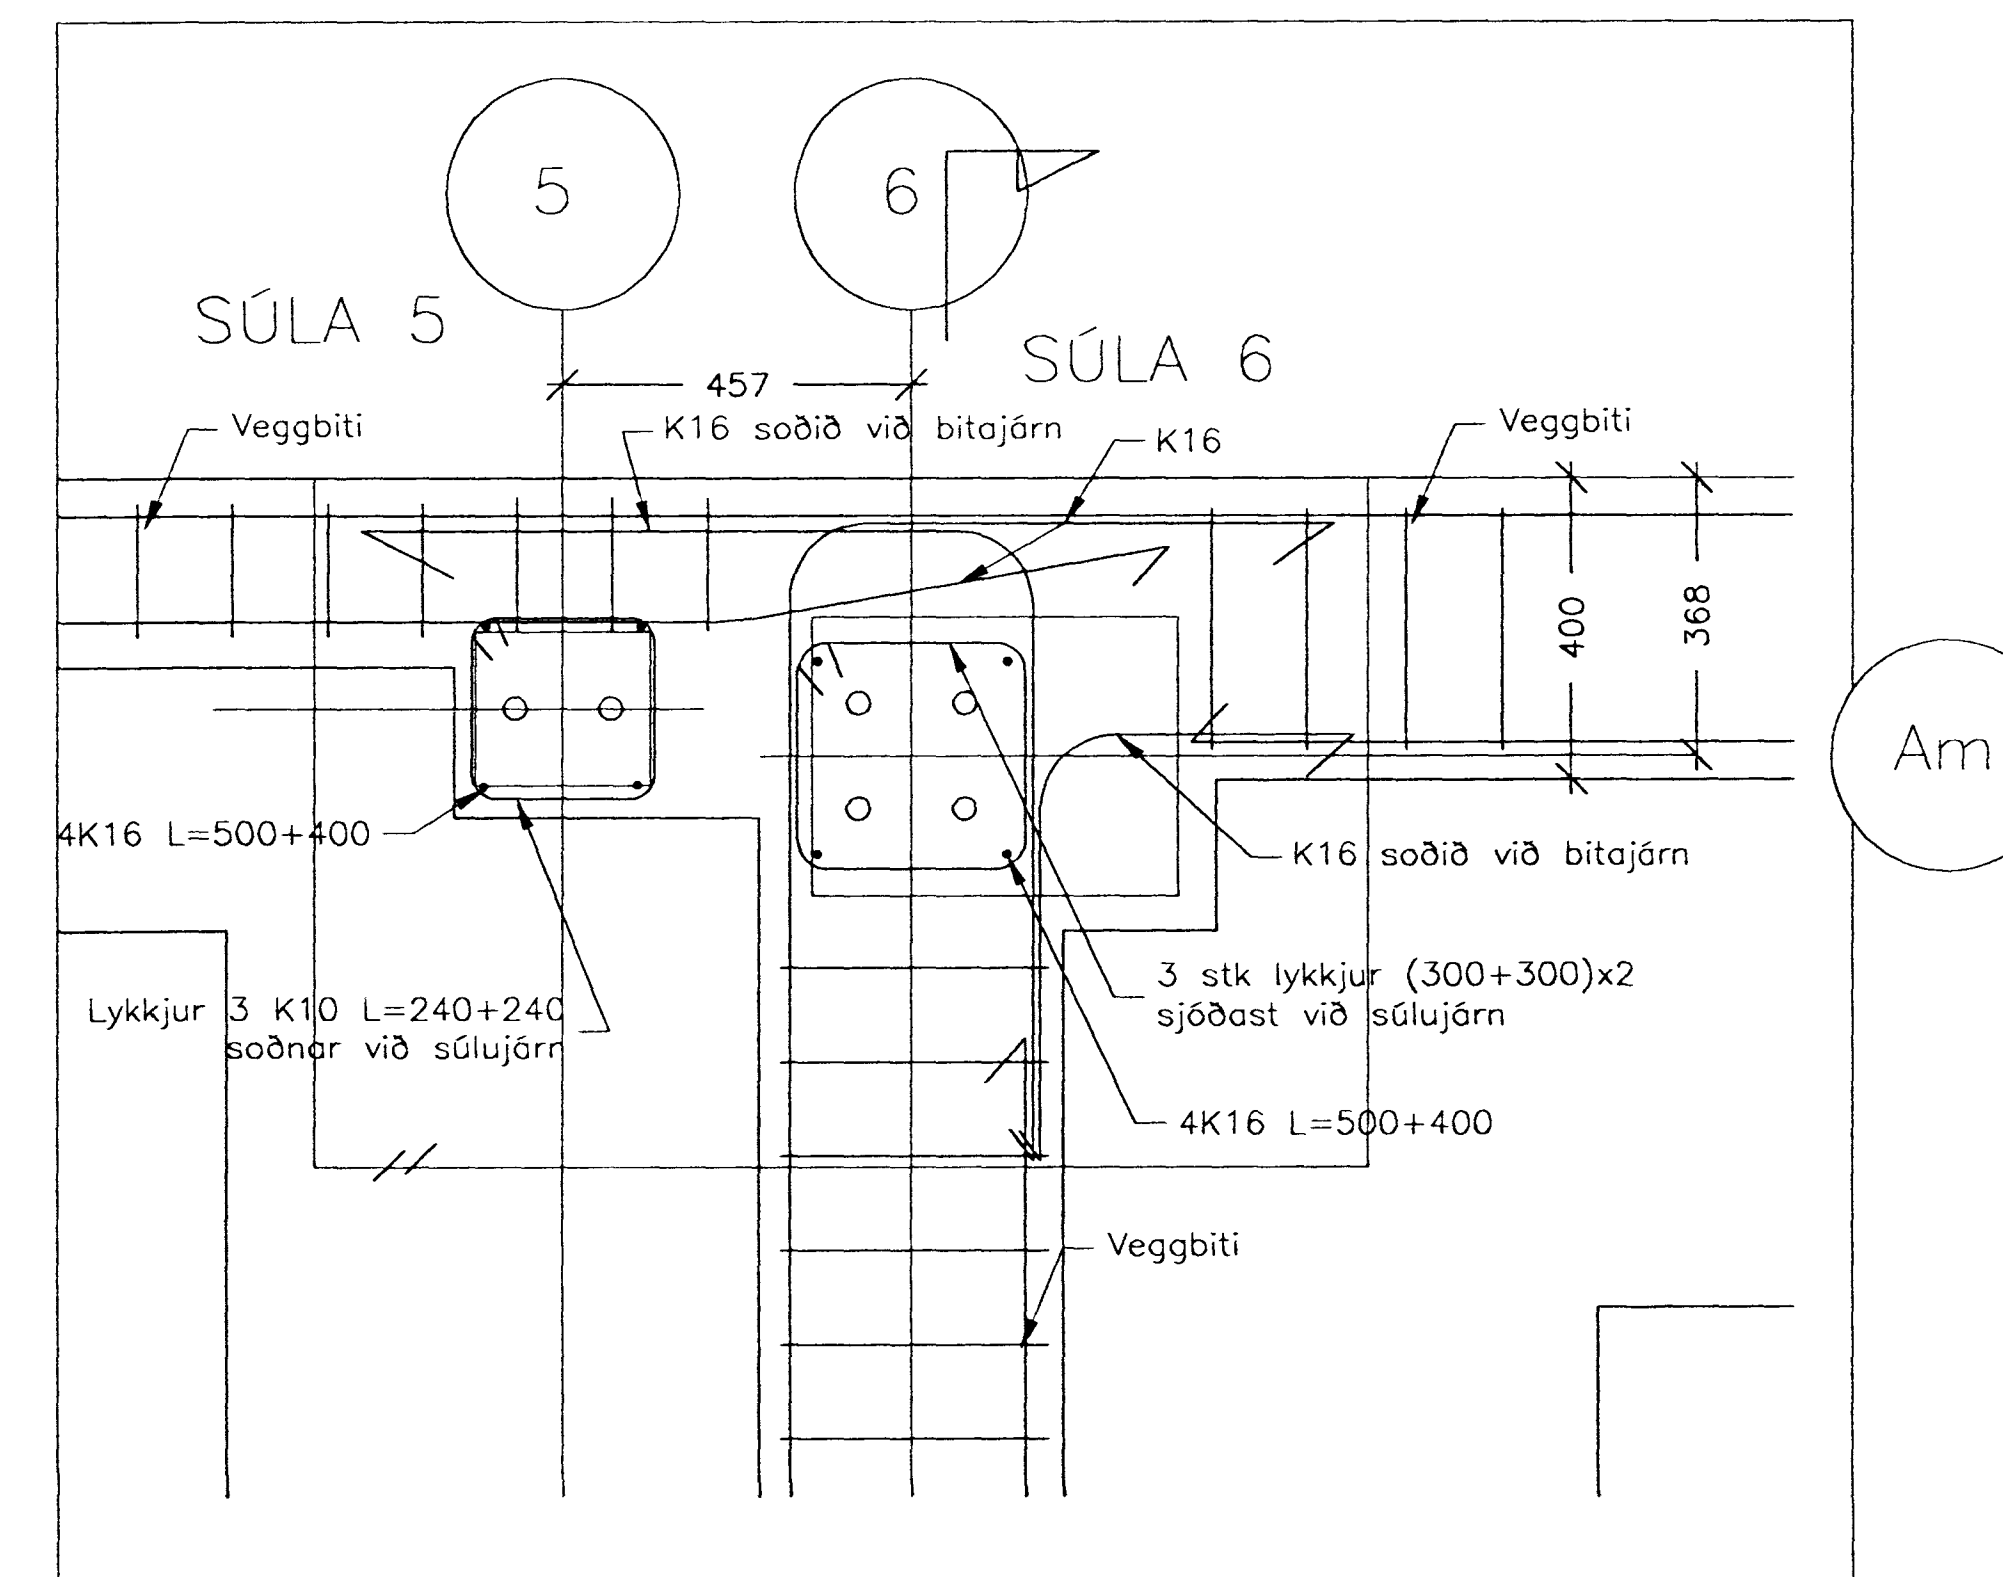 5
6
SÚLA 5
SÚLA 6
457
Veggbiti
K16 soðið við bitajárn
K16
Veggbiti
400
368
Am
4K16 L=500+400
K16 soðið við bitajárn
Lykkjur 3 K10 L=240+240
soðnar við súlujárn
3 stk lykkjur (300+300)x2
sjóðast við súlujárn
4K16 L=500+400
Veggbiti